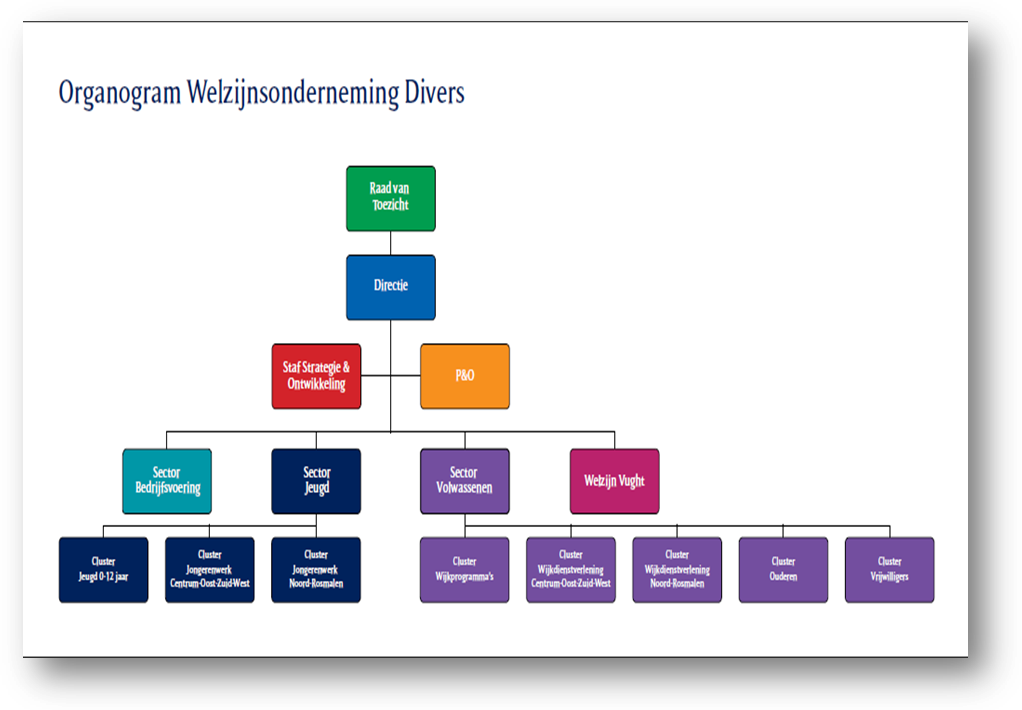 Organogram Welzijnsonderneming Divers
Raad van
Toezicht
Directie
Staf Strategie &
Ontwikkeling
P&O
Sector
Bedrijfsvoering
Sector
Jeugd
Sector
Volwassenen
Welzijn Vught
Cluster
Jeugd 0-12 jaar
Cluster
Jongerenwerk
Centrum-Oost-Zuid-West
Cluster
Jongerenwerk
Noord-Rosmalen
Cluster
Wijkprogramma's
Cluster
Wijkdienstverlening
Centrum-Oost-Zuid-West
Cluster
Wijkdienstverlening
Noord-Rosmalen
Cluster
Ouderen
Cluster
Vrijwilligers